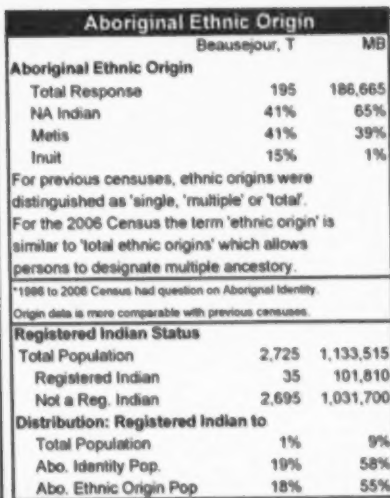 Aboriginal Ethnic Origin
Beausejour, T MB
Aboriginal Ethnic Origin
Total Response 195 186,665
NA Indian 41% 65%
Metis 41% 39%
Inuit 15% 1%
For previous censuses, ethnic origins were
distinguished as 'single, 'multiple' or 'total'.
For the 2006 Census the term 'ethnic origin' is
similar to 'total ethnic origins' which allows
persons to designate multiple ancestory.
*1996 to 2006 Census had question on Aboriginal Identity.
Origin data is more comparable with previous censuses.
Registered Indian Status
Total Population 2,725 1,133,515
Registered Indian 35 101,810
Not a Reg. Indian 2,695 1,031,700
Distribution: Registered Indian to
Total Population 1% 9%
Abo. Identity Pop. 19% 58%
Abo. Ethnic Origin Pop 18% 55%